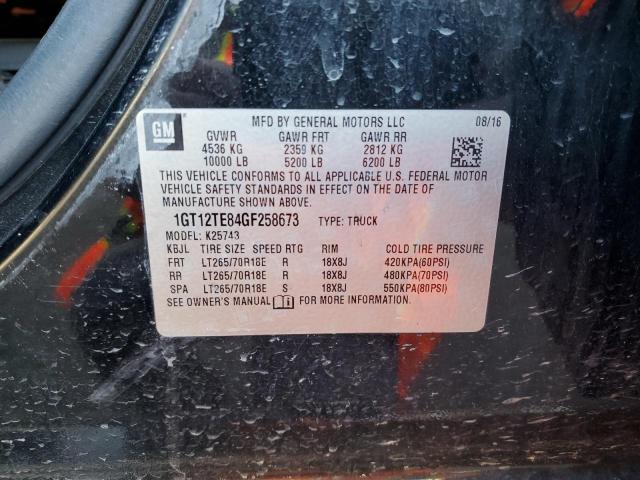 GM
MFD BY GENERAL MOTORS LLC 08/16
GVWR GAWR FRT GAWR RR
4536 KG 2359 KG 2812 KG
10000 LB 5200 LB 6200 LB
THIS VEHICLE CONFORMS TO ALL APPLICABLE U.S. FEDERAL MOTOR
VEHICLE SAFETY STANDARDS IN EFFECT ON THE DATE OF
MANUFACTURE SHOWN ABOVE.
1GT12TE84GF258673 TYPE: TRUCK
MODEL: K25743
KBJL TIRE SIZE SPEED RTG RIM COLD TIRE PRESSURE
FRT LT265/70R18E R 18X8J 420KPA(60PSI)
RR LT265/70R18E R 18X8J 480KPA(70PSI)
SPA LT265/70R18E S 18X8J 550KPA(80PSI)
SEE OWNER'S MANUAL FOR MORE INFORMATION.